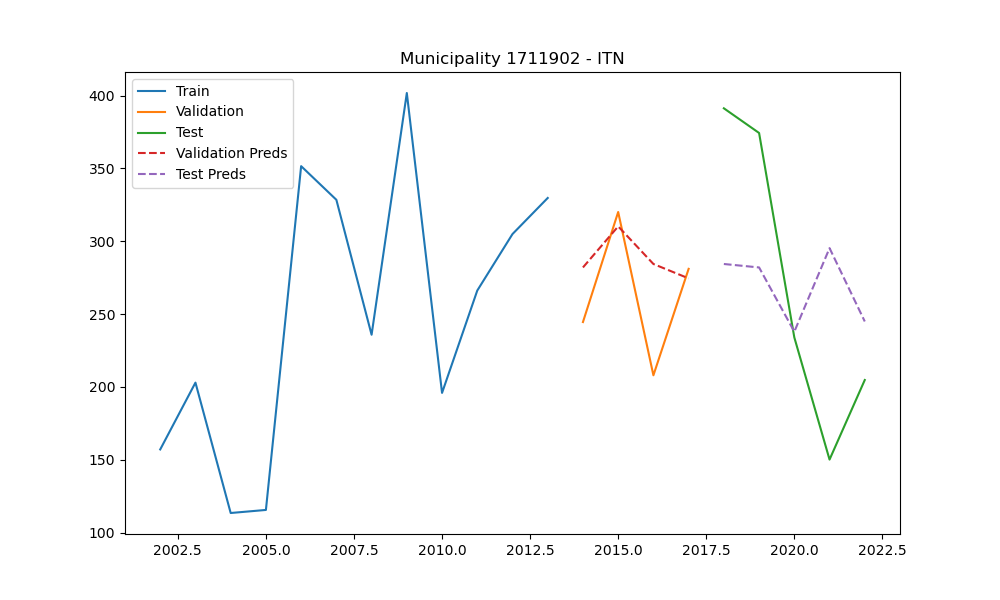 Municipality 1711902 - ITN
Train
Validation
Test
Validation Preds
Test Preds
400
350
300
250
200
150
100
2002.5 2005.0 2007.5 2010.0 2012.5 2015.0 2017.5 2020.0 2022.5